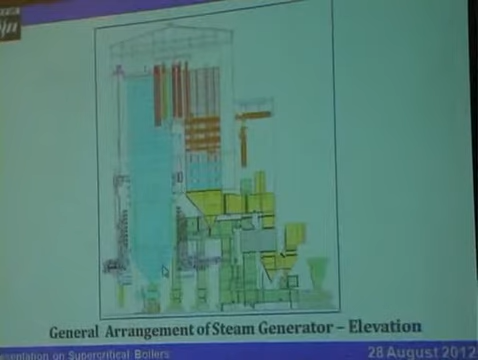 General Arrangement of Steam Generator – Elevation
esentation on Supercritical Boilers
28 August 2012